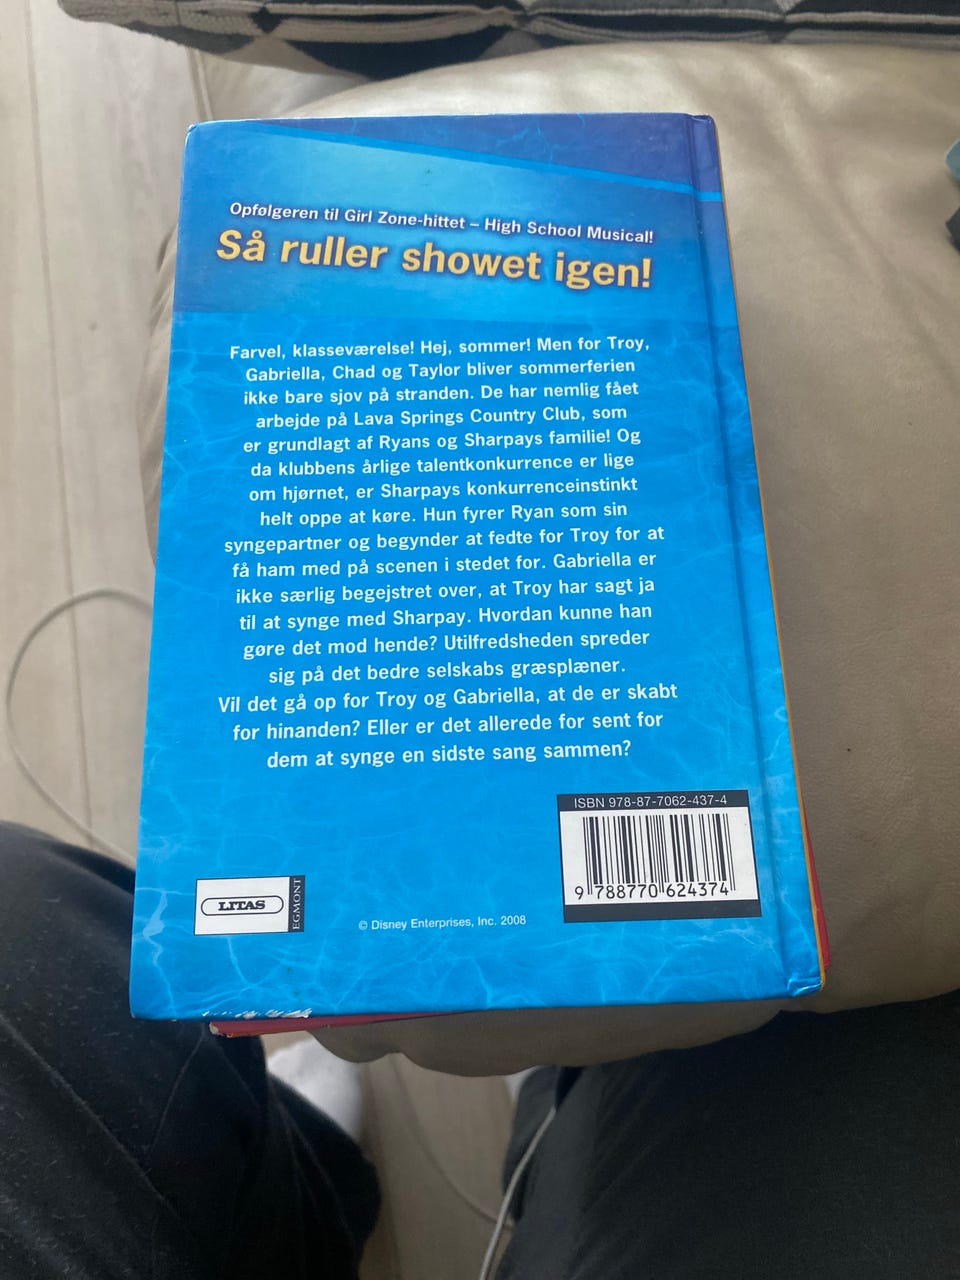 Opfølgeren til Girl Zone-hittet – High School Musical!
Så ruller showet igen!
Farvel, klasseværelse! Hej, sommer! Men for Troy,
Gabriella, Chad og Taylor bliver sommerferien
ikke bare sjov på stranden. De har nemlig fået
arbejde på Lava Springs Country Club, som
er grundlagt af Ryans og Sharpays familie! Og
da klubbens årlige talentkonkurrence er lige
om hjørnet, er Sharpays konkurrenceinstinkt
helt oppe at køre. Hun fyrer Ryan som sin
syngepartner og begynder at fedte for Troy for at
få ham med på scenen i stedet for. Gabriella er
ikke særlig begejstret over, at Troy har sagt ja
til at synge med Sharpay. Hvordan kunne han
gøre det mod hende? Utilfredsheden spreder
sig på det bedre selskabs græsplæner.
Vil det gå op for Troy og Gabriella, at de er skabt
for hinanden? Eller er det allerede for sent for
dem at synge en sidste sang sammen?
ISBN 978-87-7062-437-4
9 788770 624374
LITAS
EGMONT
© Disney Enterprises, Inc. 2008